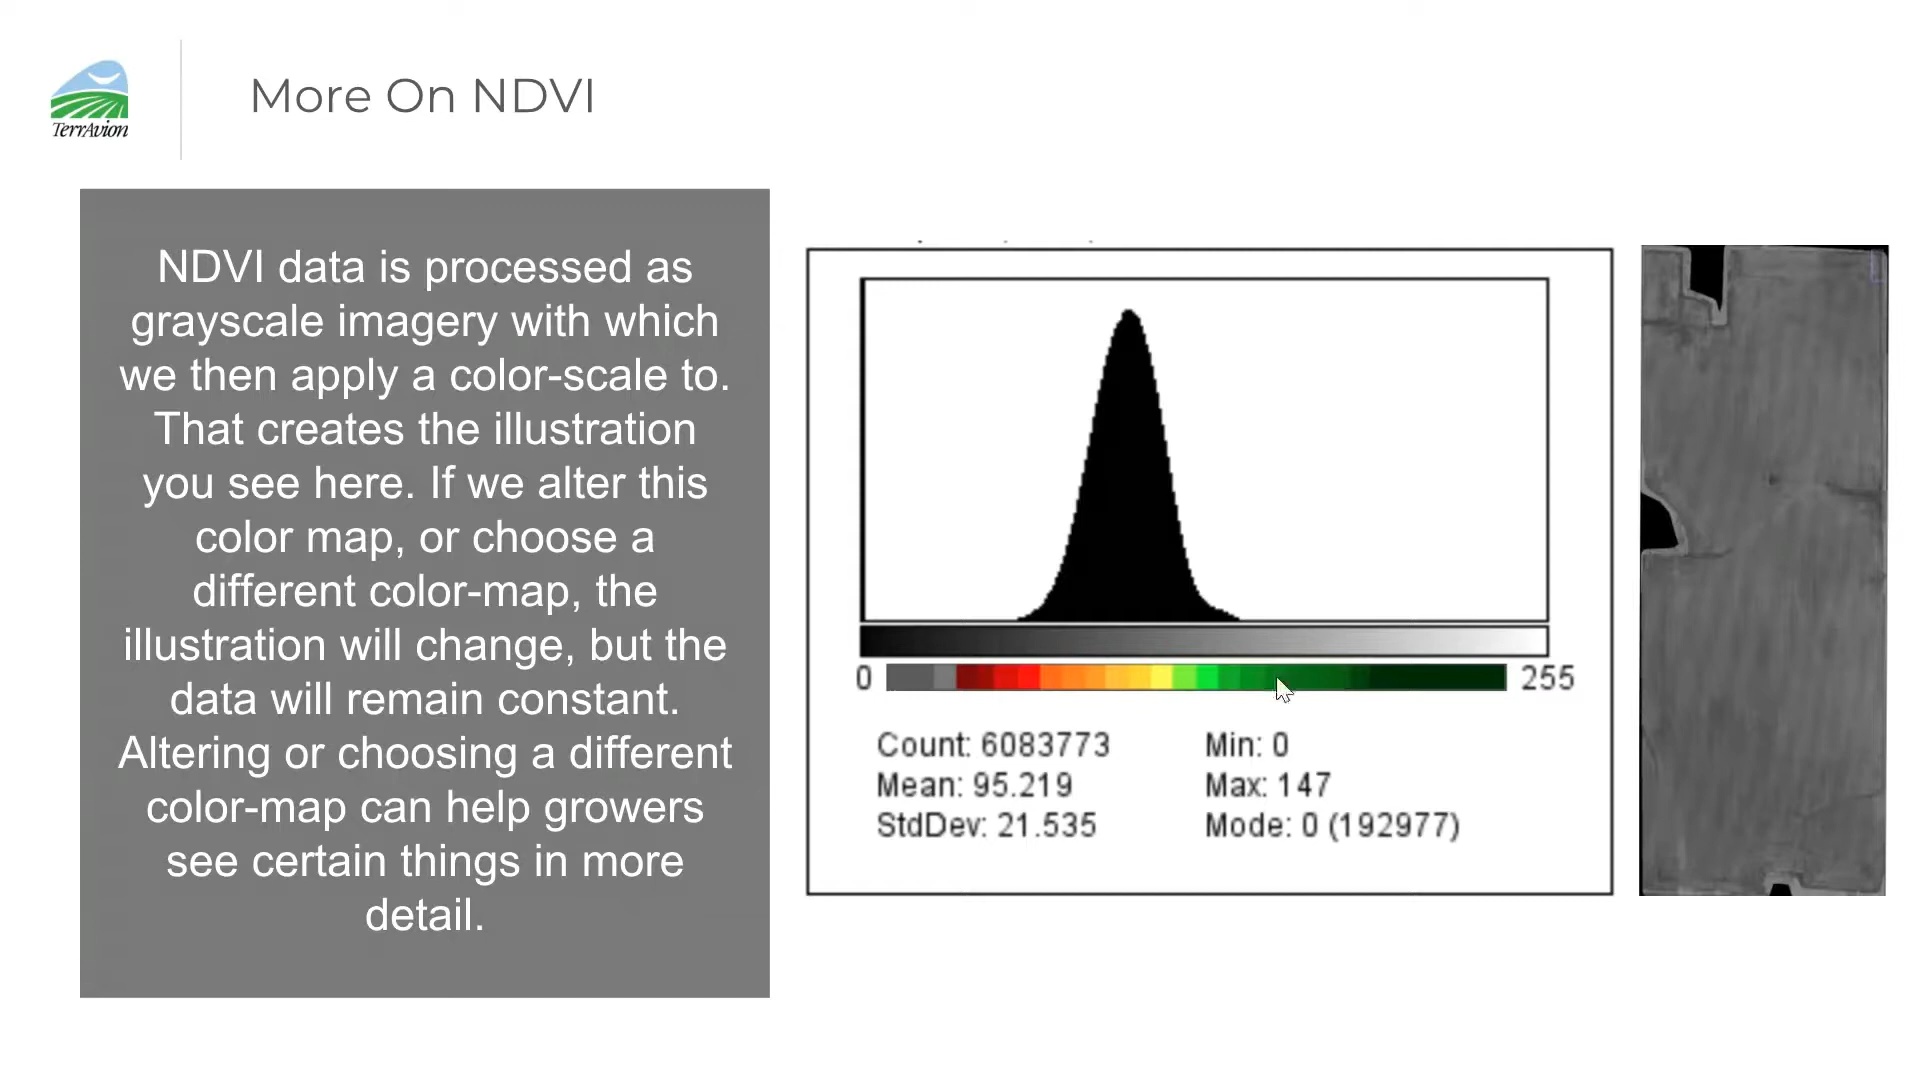 TerrAvion
More On NDVI
NDVI data is processed as
grayscale imagery with which
we then apply a color-scale to.
That creates the illustration
you see here. If we alter this
color map, or choose a
different color-map, the
illustration will change, but the
data will remain constant.
Altering or choosing a different
color-map can help growers
see certain things in more
detail.
0 255
Count: 6083773 Min: 0
Mean: 95.219 Max: 147
StdDev: 21.535 Mode: 0 (192977)